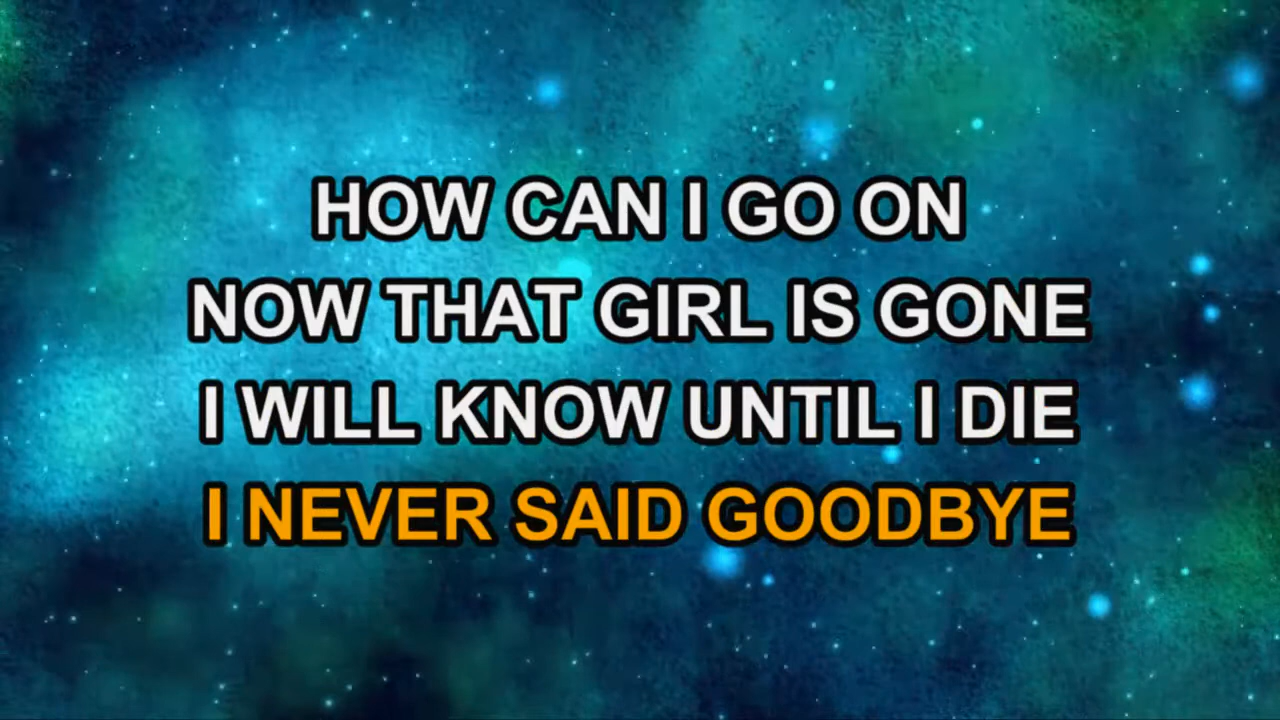 HOW CAN I GO ON
NOW THAT GIRL IS GONE
I WILL KNOW UNTIL I DIE
I NEVER SAID GOODBYE